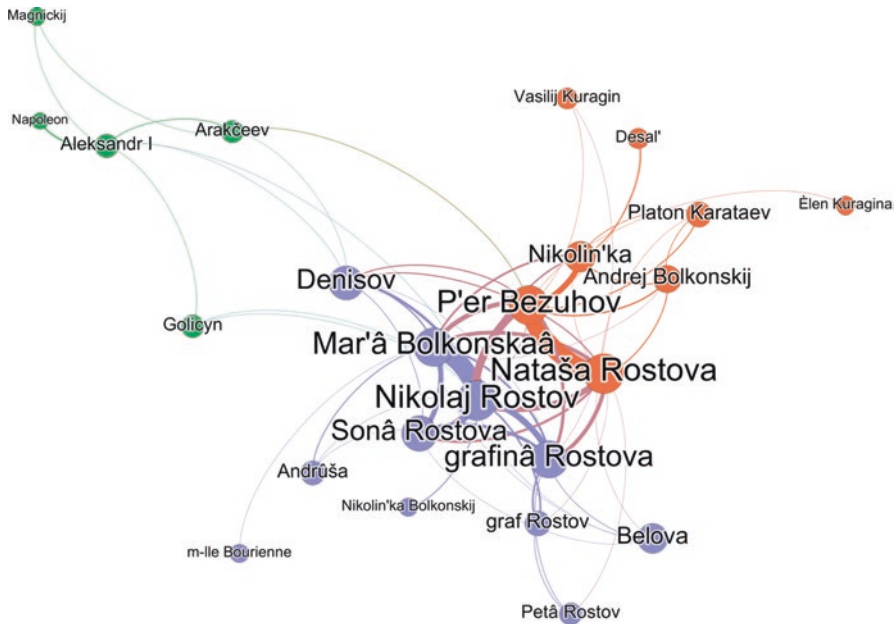 Magnickij
Vasilij Kuragin
Napoleon
Arakčeev
Desal'
Aleksandr I
Èlen Kuragina
Platon Karataev
Nikolin'ka
Denisov
Andrej Bolkonskij
P'er Bezuhov
Golicyn
Mar'â Bolkonskaâ
Nataša Rostova
Nikolaj Rostov
Sonâ Rostova
grafinâ Rostova
Andrûša
Nikolin'ka Bolkonskij
graf Rostov
Belova
m-lle Bourienne
Petâ Rostov